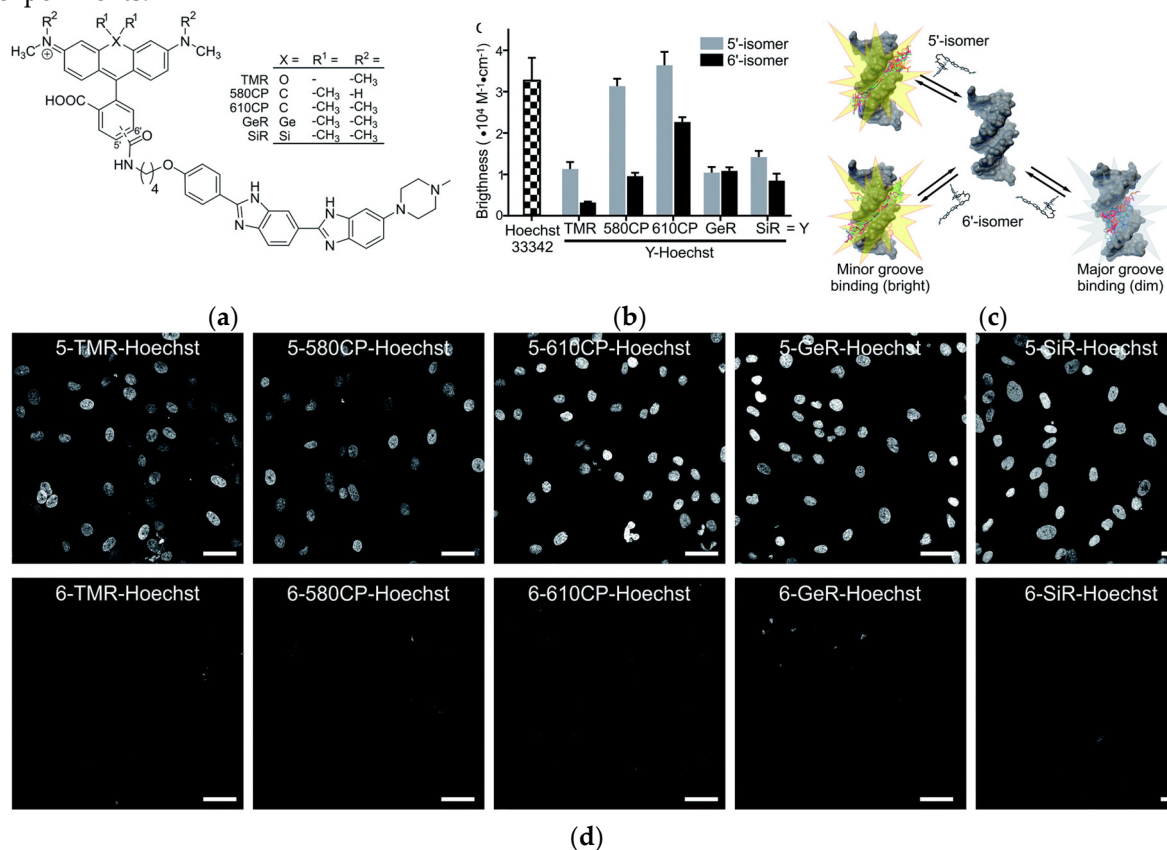 R² R¹ R¹ R²
H₃C N X N CH₃
HOOC
6'
5' O
HN
4 O
H
N
N
H
N
N
N
N
X = R¹ = R² =
TMR O - -CH₃
580CP C -CH₃ -H
610CP C -CH₃ -CH₃
GeR Ge -CH₃ -CH₃
SiR Si -CH₃ -CH₃
(a)
Brigthness ( •10⁴ M⁻¹•cm⁻¹)
4
3
2
1
0
5'-isomer
6'-isomer
Hoechst
33342
TMR 580CP 610CP GeR SiR = Y
Y-Hoechst
(b)
5'-isomer
6'-isomer
Minor groove
binding (bright)
Major groove
binding (dim)
(c)
5-TMR-Hoechst 5-580CP-Hoechst 5-610CP-Hoechst 5-GeR-Hoechst 5-SiR-Hoechst
6-TMR-Hoechst 6-580CP-Hoechst 6-610CP-Hoechst 6-GeR-Hoechst 6-SiR-Hoechst
(d)